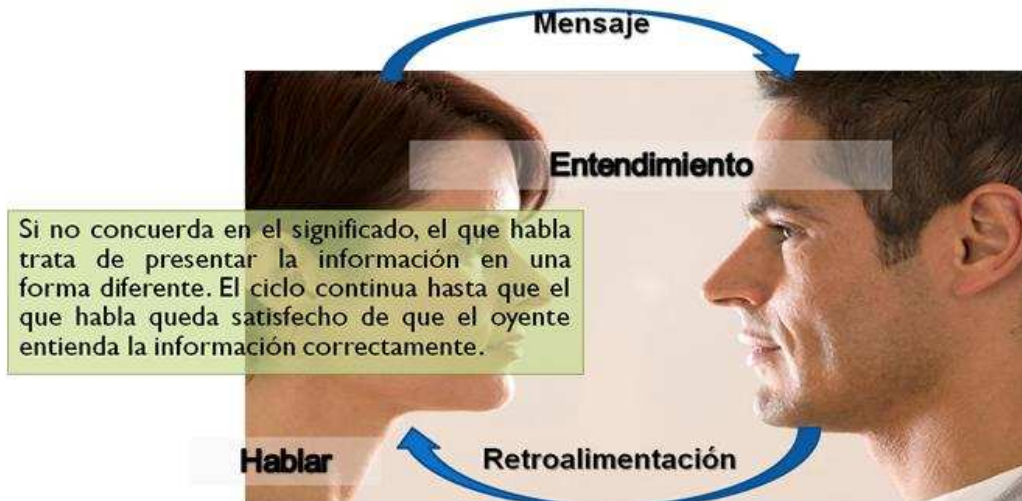 Mensaje
Entendimiento
Si no concuerda en el significado, el que habla
trata de presentar la información en una
forma diferente. El ciclo continua hasta que el
que habla queda satisfecho de que el oyente
entienda la información correctamente.
Hablar
Retroalimentación